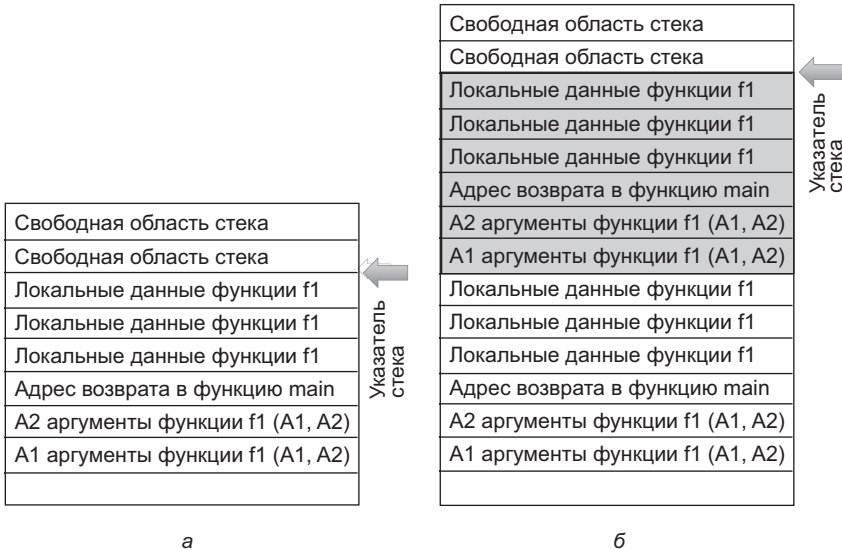 Свободная область стека
Свободная область стека
Локальные данные функции f1
Локальные данные функции f1
Локальные данные функции f1
Адрес возврата в функцию main
A2 аргументы функции f1 (A1, A2)
A1 аргументы функции f1 (A1, A2)
Указатель
стека
а
Свободная область стека
Свободная область стека
Локальные данные функции f1
Локальные данные функции f1
Локальные данные функции f1
Адрес возврата в функцию main
A2 аргументы функции f1 (A1, A2)
A1 аргументы функции f1 (A1, A2)
Локальные данные функции f1
Локальные данные функции f1
Локальные данные функции f1
Адрес возврата в функцию main
A2 аргументы функции f1 (A1, A2)
A1 аргументы функции f1 (A1, A2)
Указатель
стека
б